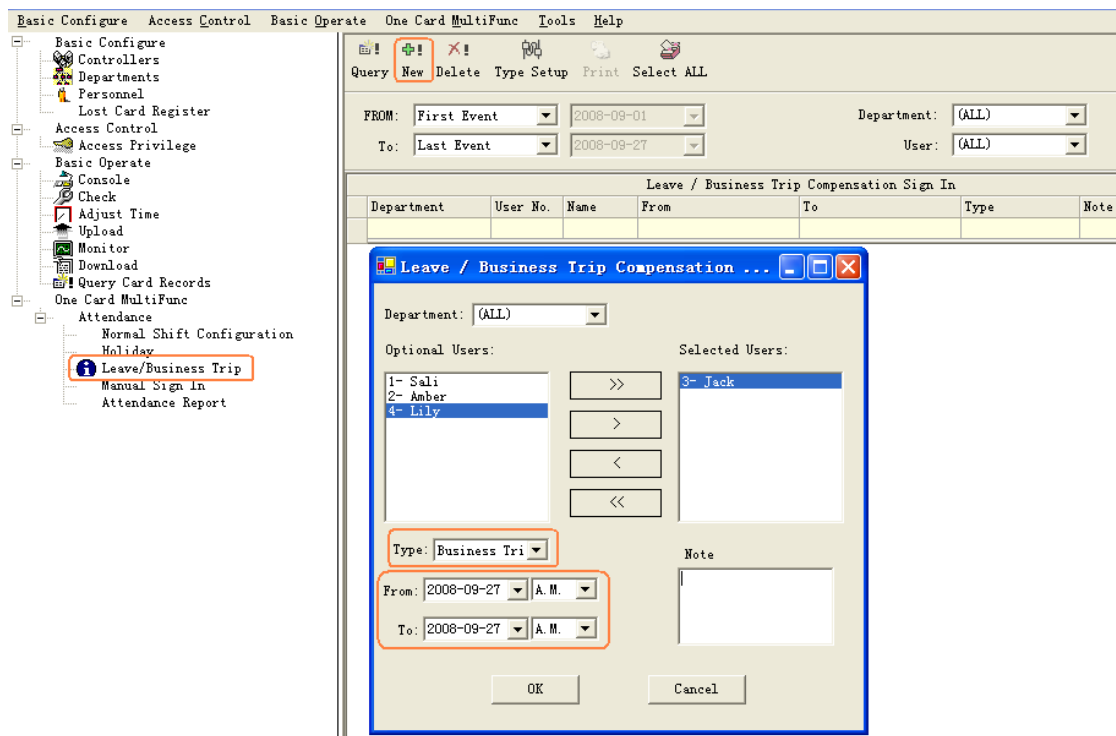 Basic Configure Access Control Basic Operate One Card MultiFunc Tools Help
Basic Configure
Controllers
Departments
Personnel
Lost Card Register
Access Control
Access Privilege
Basic Operate
Console
Check
Adjust Time
Upload
Monitor
Download
Query Card Records
One Card MultiFunc
Attendance
Normal Shift Configuration
Holiday
Leave/Business Trip
Manual Sign In
Attendance Report
Query New Delete Type Setup Print Select ALL
FROM: First Event 2008-09-01 Department: (ALL)
To: Last Event 2008-09-27 User: (ALL)
Leave / Business Trip Compensation Sign In
Department User No. Name From To Type Note
Leave / Business Trip Compensation ...
Department: (ALL)
Optional Users: Selected Users:
1- Sali >> 3- Jack
2- Amber
4- Lily
>
<
<<
Type: Business Tri Note
From: 2008-09-27 A.M.
To: 2008-09-27 A.M.
OK Cancel